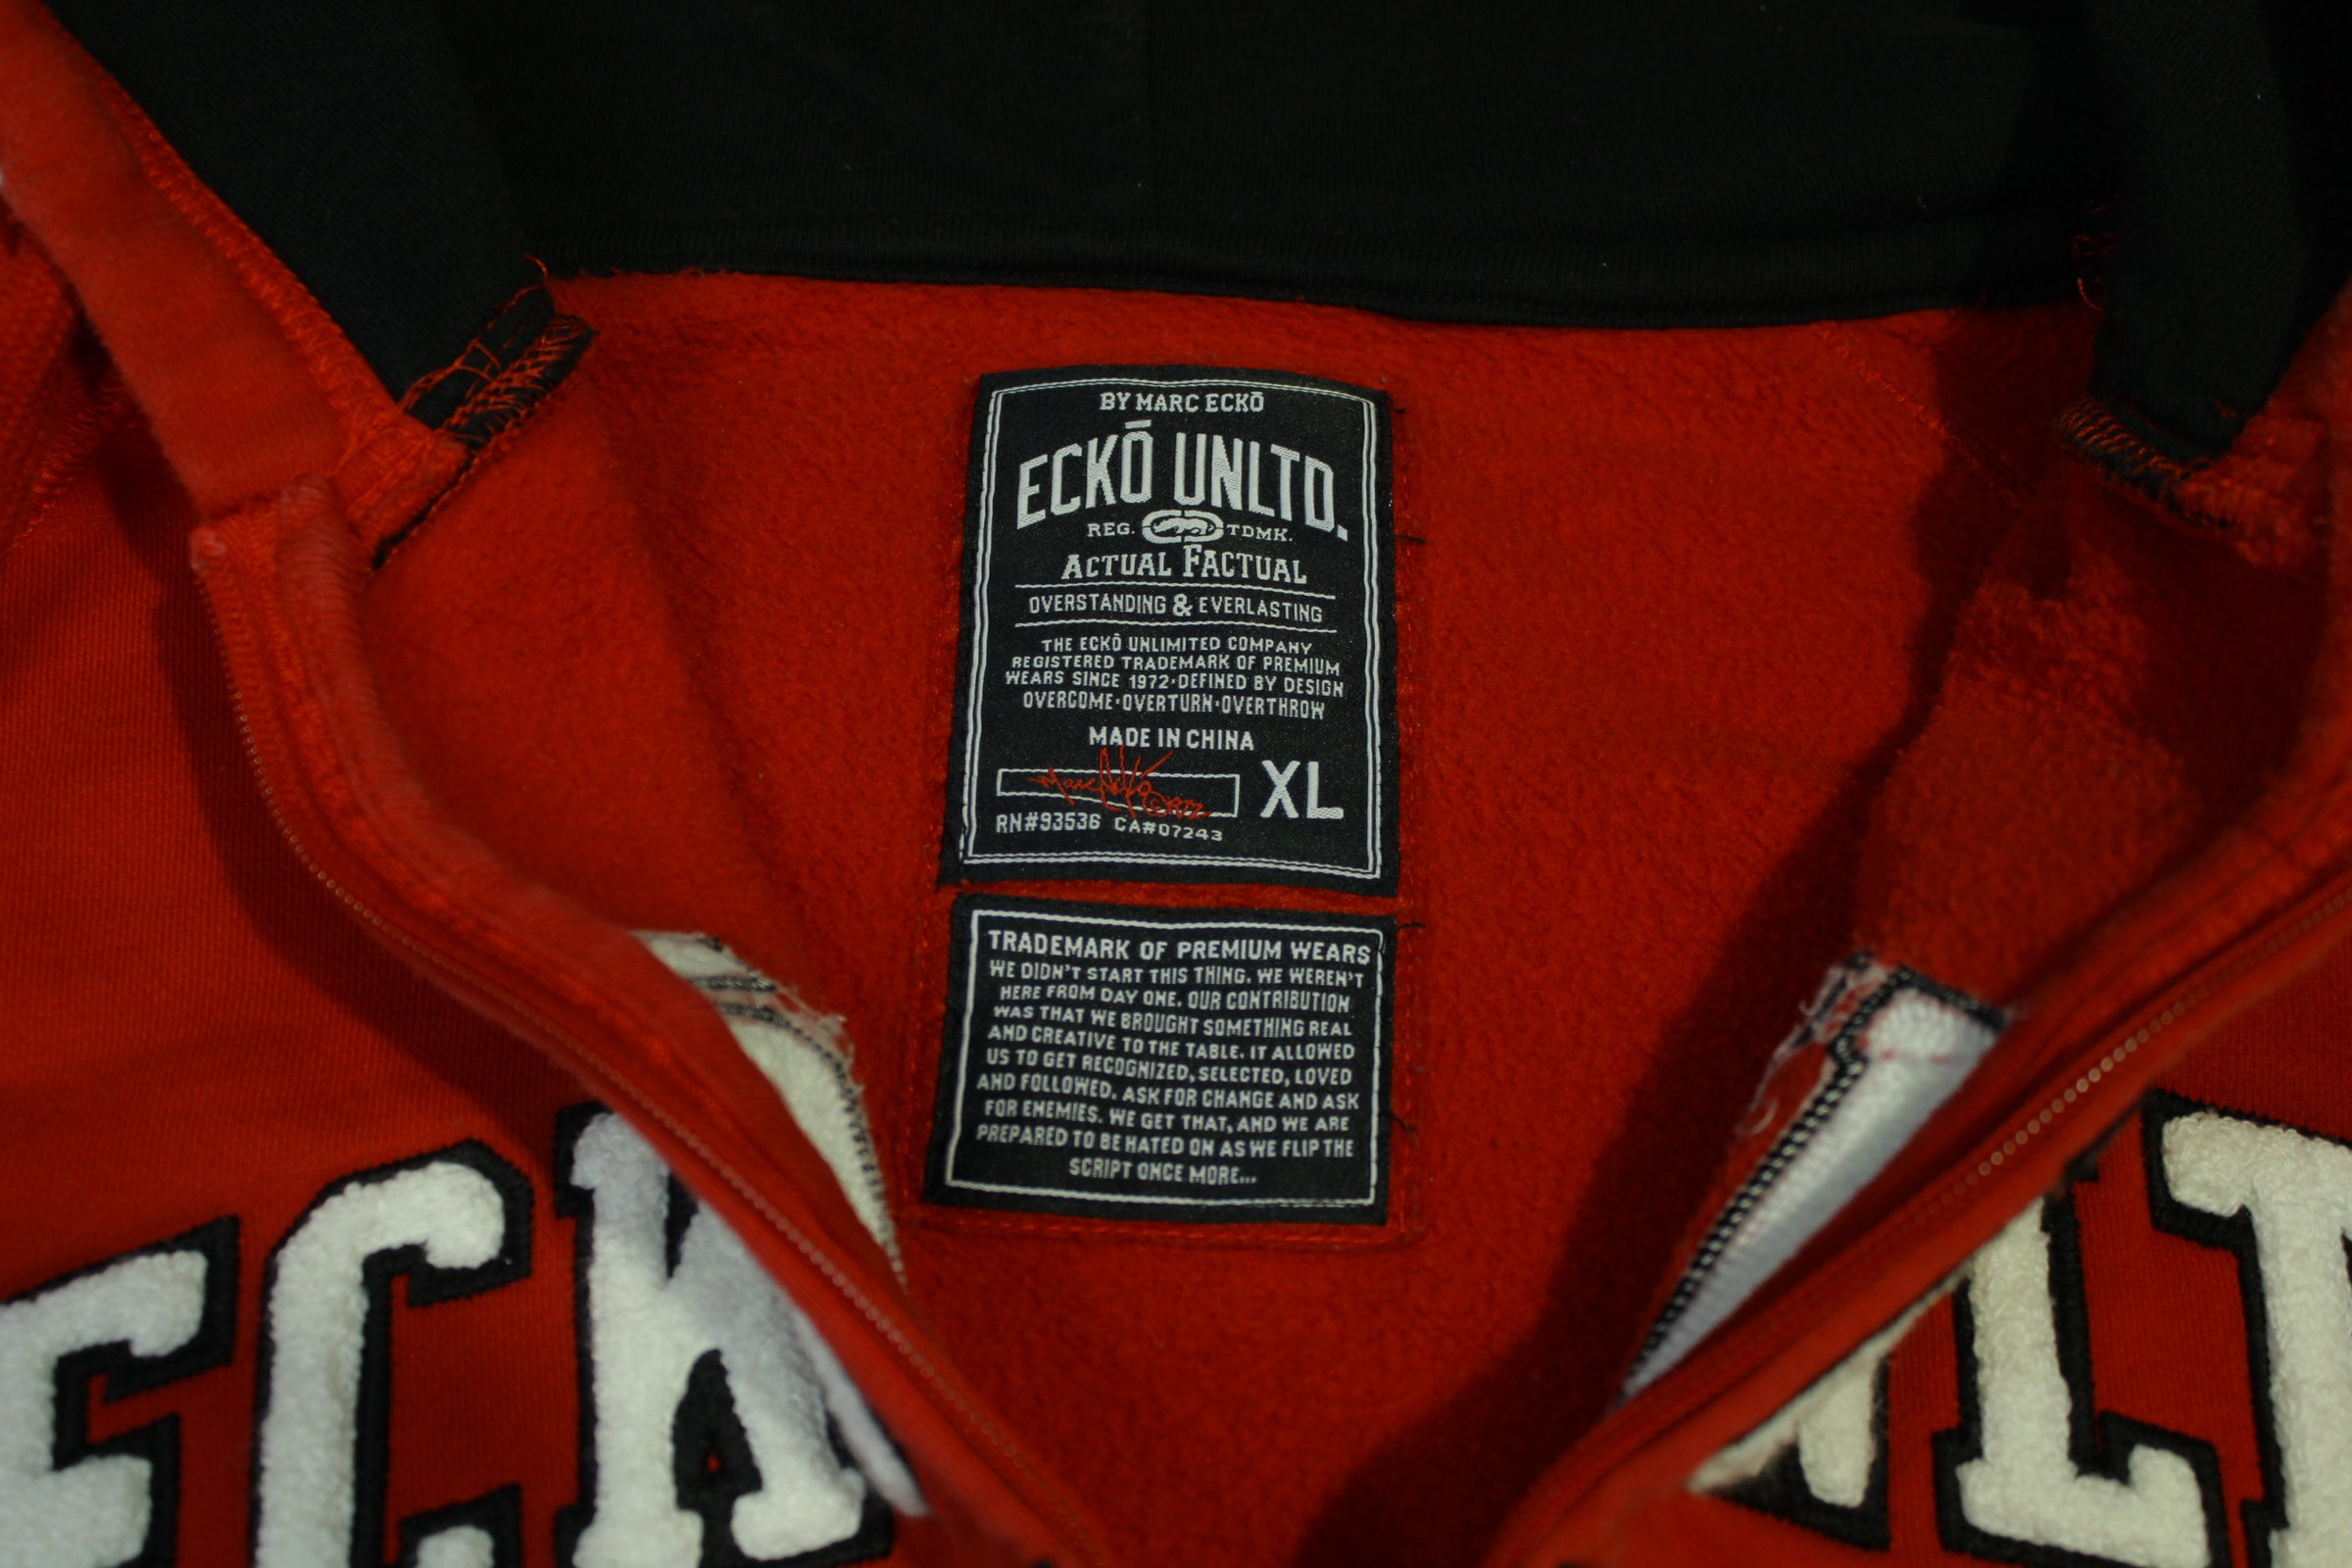 BY MARC ECKŌ
ECKŌ UNLTD.
REG. TDMK.
ACTUAL FACTUAL
OVERSTANDING & EVERLASTING
THE ECKŌ UNLIMITED COMPANY
REGISTERED TRADEMARK OF PREMIUM
WEARS SINCE 1972·DEFINED BY DESIGN
OVERCOME·OVERTURN·OVERTHROW
MADE IN CHINA
XL
RN#93536 CA#07243
TRADEMARK OF PREMIUM WEARS
WE DIDN'T START THIS THING. WE WEREN'T
HERE FROM DAY ONE. OUR CONTRIBUTION
WAS THAT WE BROUGHT SOMETHING REAL
AND CREATIVE TO THE TABLE. IT ALLOWED
US TO GET RECOGNIZED, SELECTED, LOVED
AND FOLLOWED. ASK FOR CHANGE AND ASK
FOR ENEMIES. WE GET THAT, AND WE ARE
PREPARED TO BE HATED ON AS WE FLIP THE
SCRIPT ONCE MORE...
ECK LT